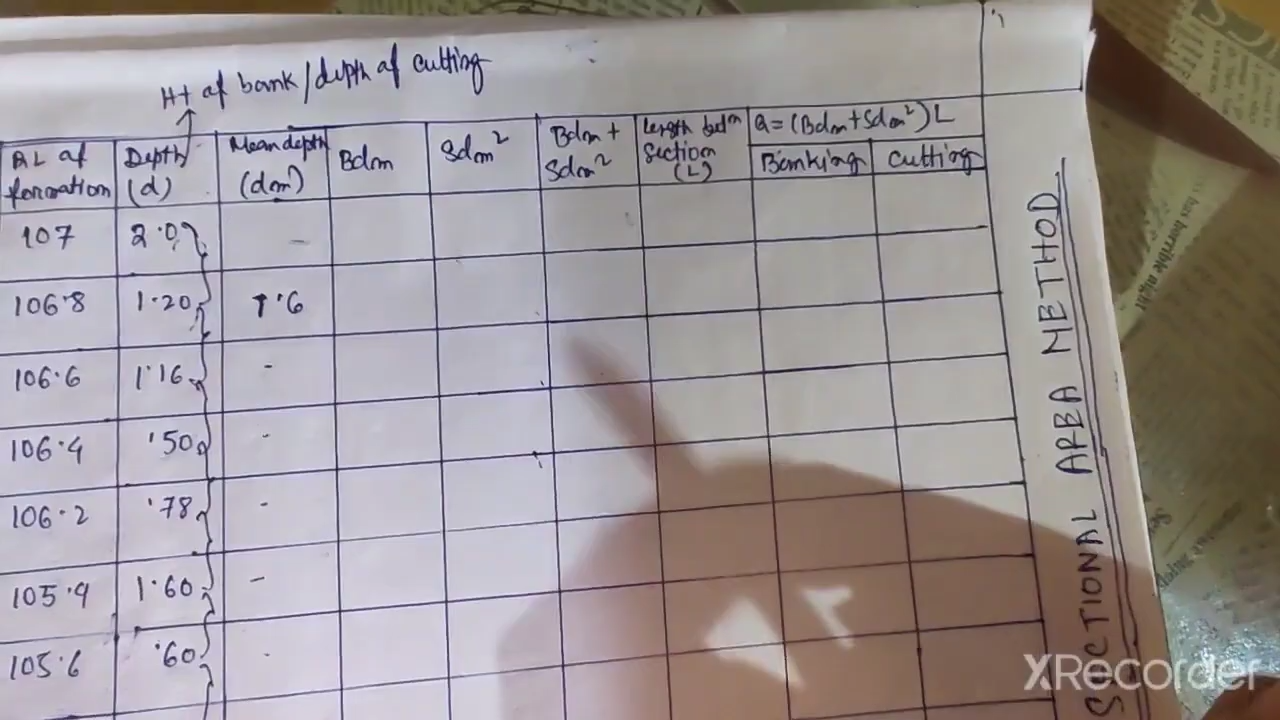 Ht of bank/depth of cutting
RL of formation | Depth (d) | Mean depth (dm) | Bdm | Sdm² | Bdm + Sdm² | Length betn Section (L) | Q = (Bdm + Sdm²) L
Banking | Cutting
107 | 2.0 | -
106.8 | 1.20 | 1.6
106.6 | 1.16 | -
106.4 | .50 | -
106.2 | .78 | -
105.9 | 1.60 | -
105.6 | .60 | -
SECTIONAL AREA METHOD
XRecorder